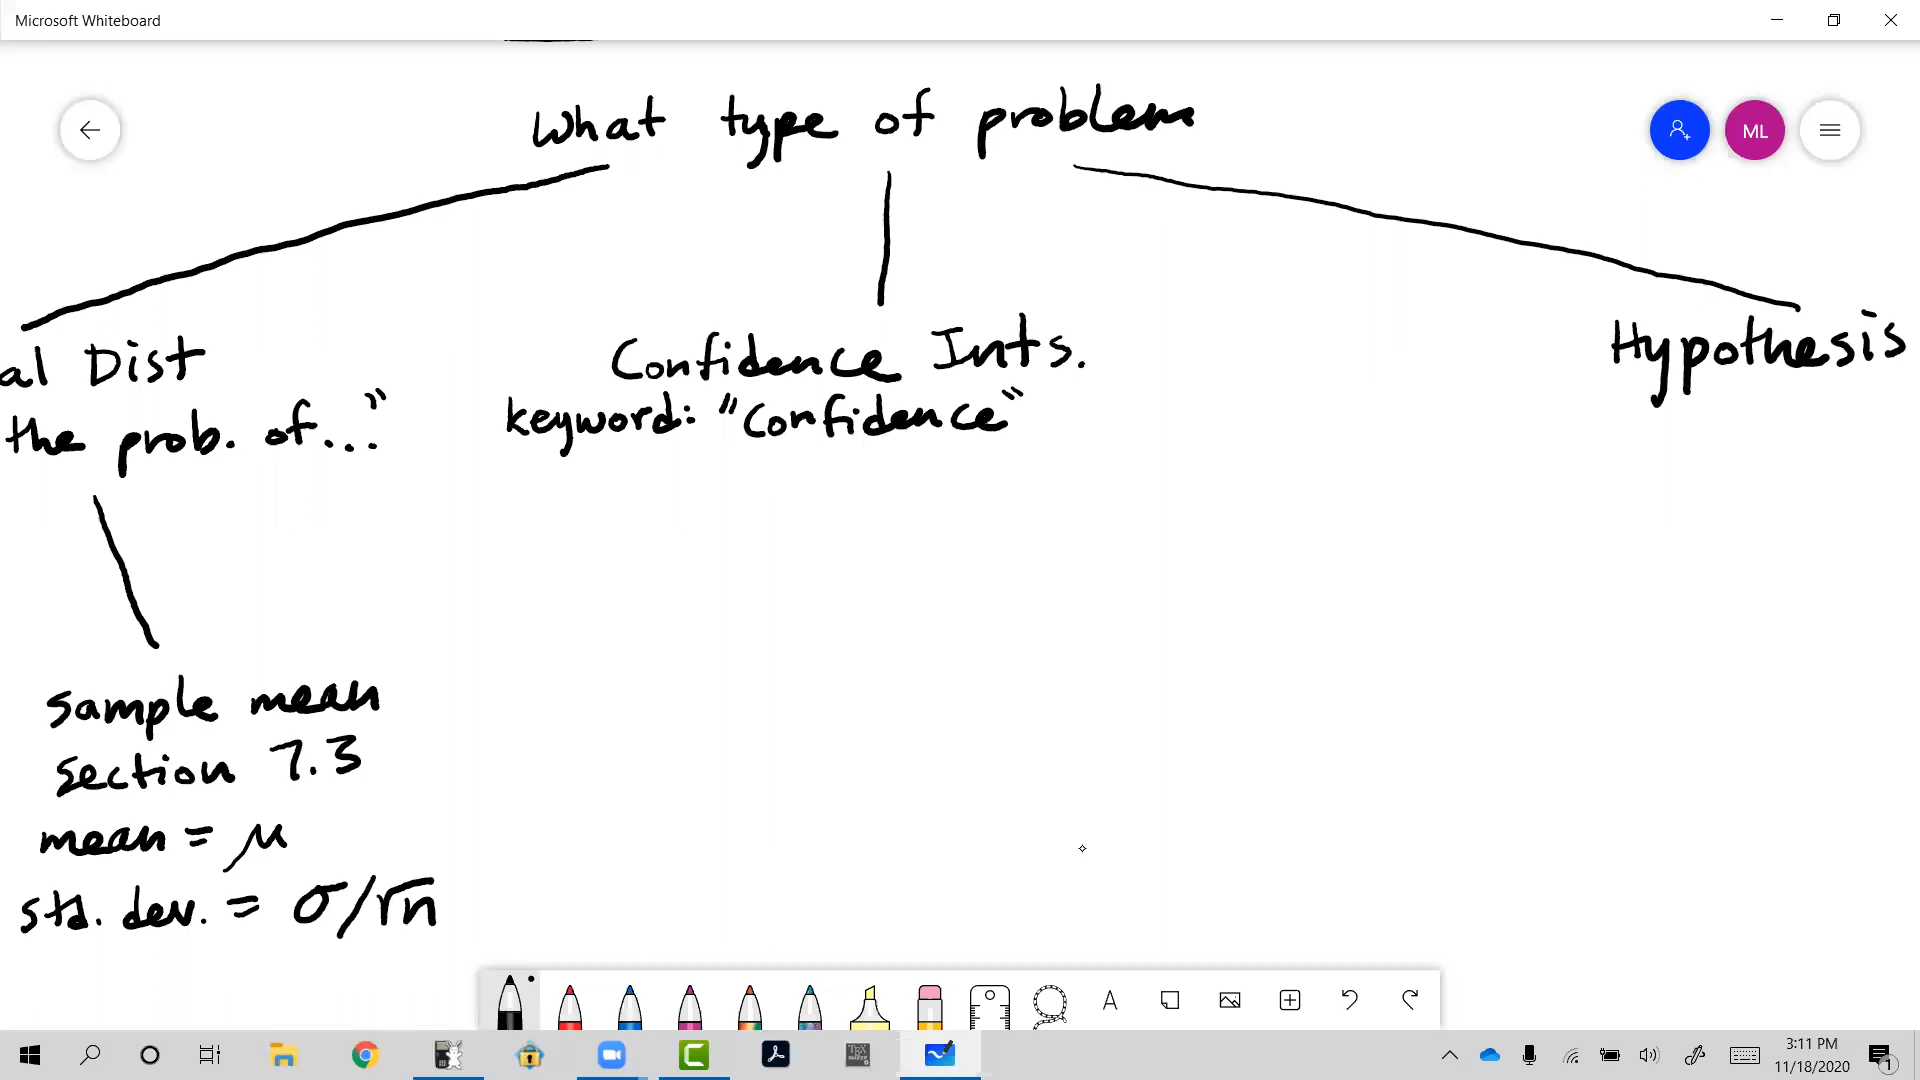 Microsoft Whiteboard
What type of problem
ML
al Dist
the prob. of..."
Confidence Ints.
keyword: "Confidence"
Hypothesis
sample mean
section 7.3
mean = μ
std. dev. = σ/√n
A
3:11 PM
11/18/2020
1